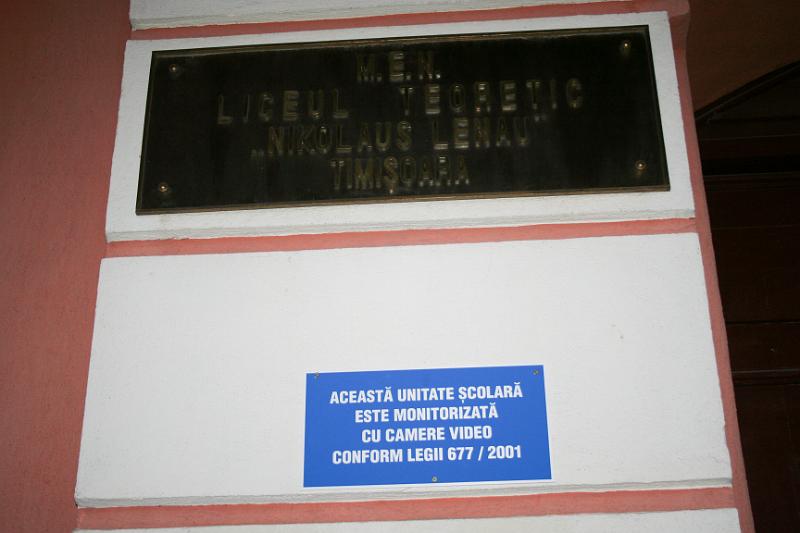 M.E.N.
LICEUL TEORETIC
„NIKOLAUS LENAU"
TIMIȘOARA
ACEASTĂ UNITATE ȘCOLARĂ
ESTE MONITORIZATĂ
CU CAMERE VIDEO
CONFORM LEGII 677 / 2001